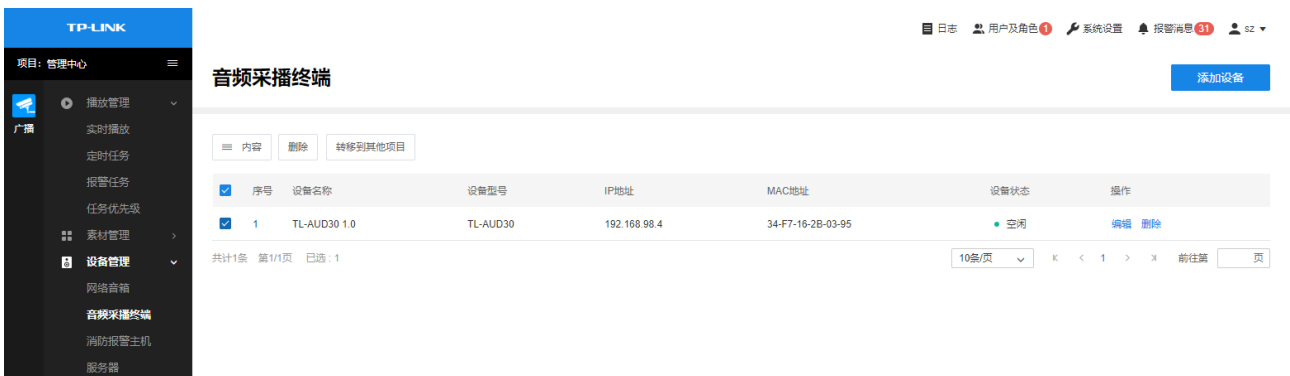 TP-LINK
日志 用户及角色 1 系统设置 报警消息 31 sz
项目: 管理中心
音频采播终端 添加设备
广播
播放管理
实时播放
定时任务
报警任务
任务优先级
素材管理
设备管理
网络音箱
音频采播终端
消防报警主机
服务器
内容 删除 转移到其他项目
序号 设备名称 设备型号 IP地址 MAC地址 设备状态 操作
1 TL-AUD30 1.0 TL-AUD30 192.168.98.4 34-F7-16-2B-03-95 空闲 编辑 删除
共计1条 第1/1页 已选 : 1 10条/页 1 前往第 页